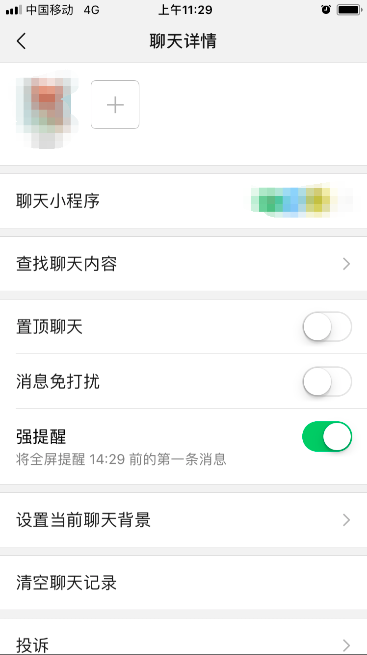 中国移动 4G 上午11:29
聊天详情
聊天小程序
查找聊天内容
置顶聊天
消息免打扰
强提醒
将全屏提醒 14:29 前的第一条消息
设置当前聊天背景
清空聊天记录
投诉